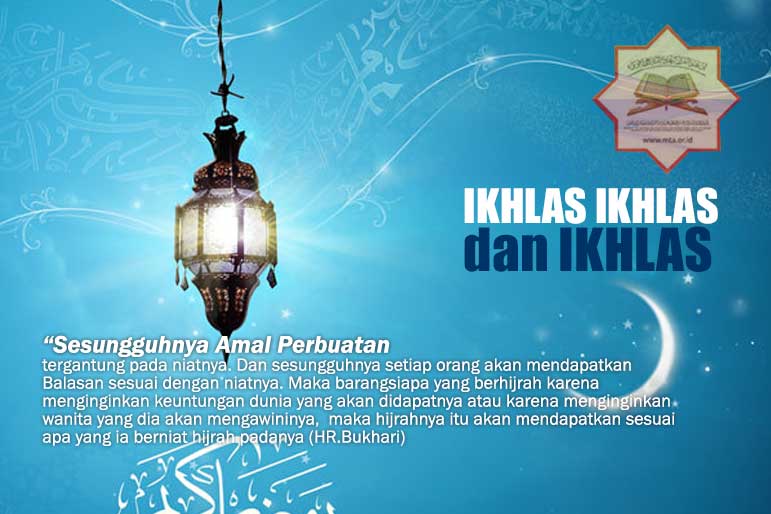 www.mta.or.id
IKHLAS IKHLAS
dan IKHLAS
“Sesungguhnya Amal Perbuatan
tergantung pada niatnya. Dan sesungguhnya setiap orang akan mendapatkan
Balasan sesuai dengan niatnya. Maka barangsiapa yang berhijrah karena
menginginkan keuntungan dunia yang akan didapatnya atau karena menginginkan
wanita yang dia akan mengawininya, maka hijrahnya itu akan mendapatkan sesuai
apa yang ia berniat hijrah padanya (HR.Bukhari)